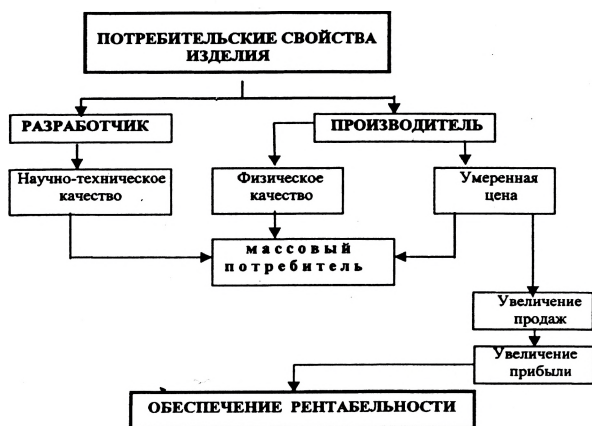 ПОТРЕБИТЕЛЬСКИЕ СВОЙСТВА
ИЗДЕЛИЯ
РАЗРАБОТЧИК
ПРОИЗВОДИТЕЛЬ
Научно-техническое
качество
Физическое
качество
Умеренная
цена
массовый
потребитель
Увеличение
продаж
Увеличение
прибыли
ОБЕСПЕЧЕНИЕ РЕНТАБЕЛЬНОСТИ